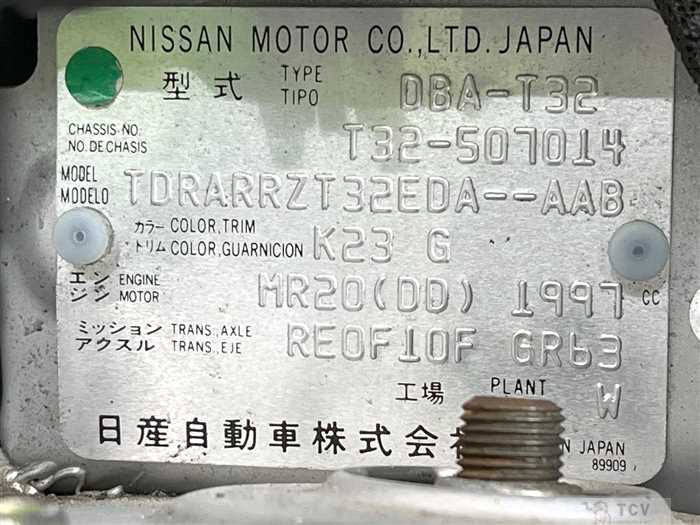 NISSAN MOTOR CO.,LTD. JAPAN
型式 TYPE TIPO DBA-T32
CHASSIS NO. NO. DE CHASIS T32-507014
MODEL MODELO TDRARRZT32EDA--AAB
カラー COLOR,TRIM トリム COLOR,GUARNICION K23 G
エンジン ENGINE MOTOR MR20(DD) 1997 CC
ミッション TRANS.,AXLE アクスル TRANS.,EJE RE0F10F GR63
工場 PLANT W
日産自動車株式会 JAPAN
89909
TCV